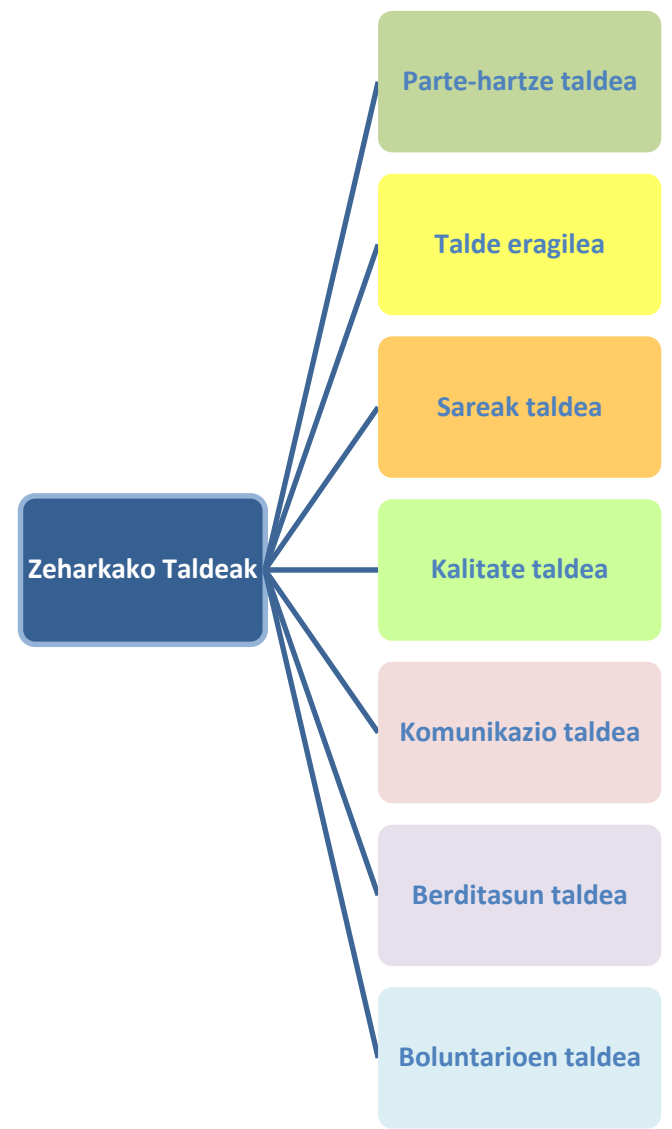 Parte-hartze taldea
Talde eragilea
Sareak taldea
Zeharkako Taldeak
Kalitate taldea
Komunikazio taldea
Berditasun taldea
Boluntarioen taldea